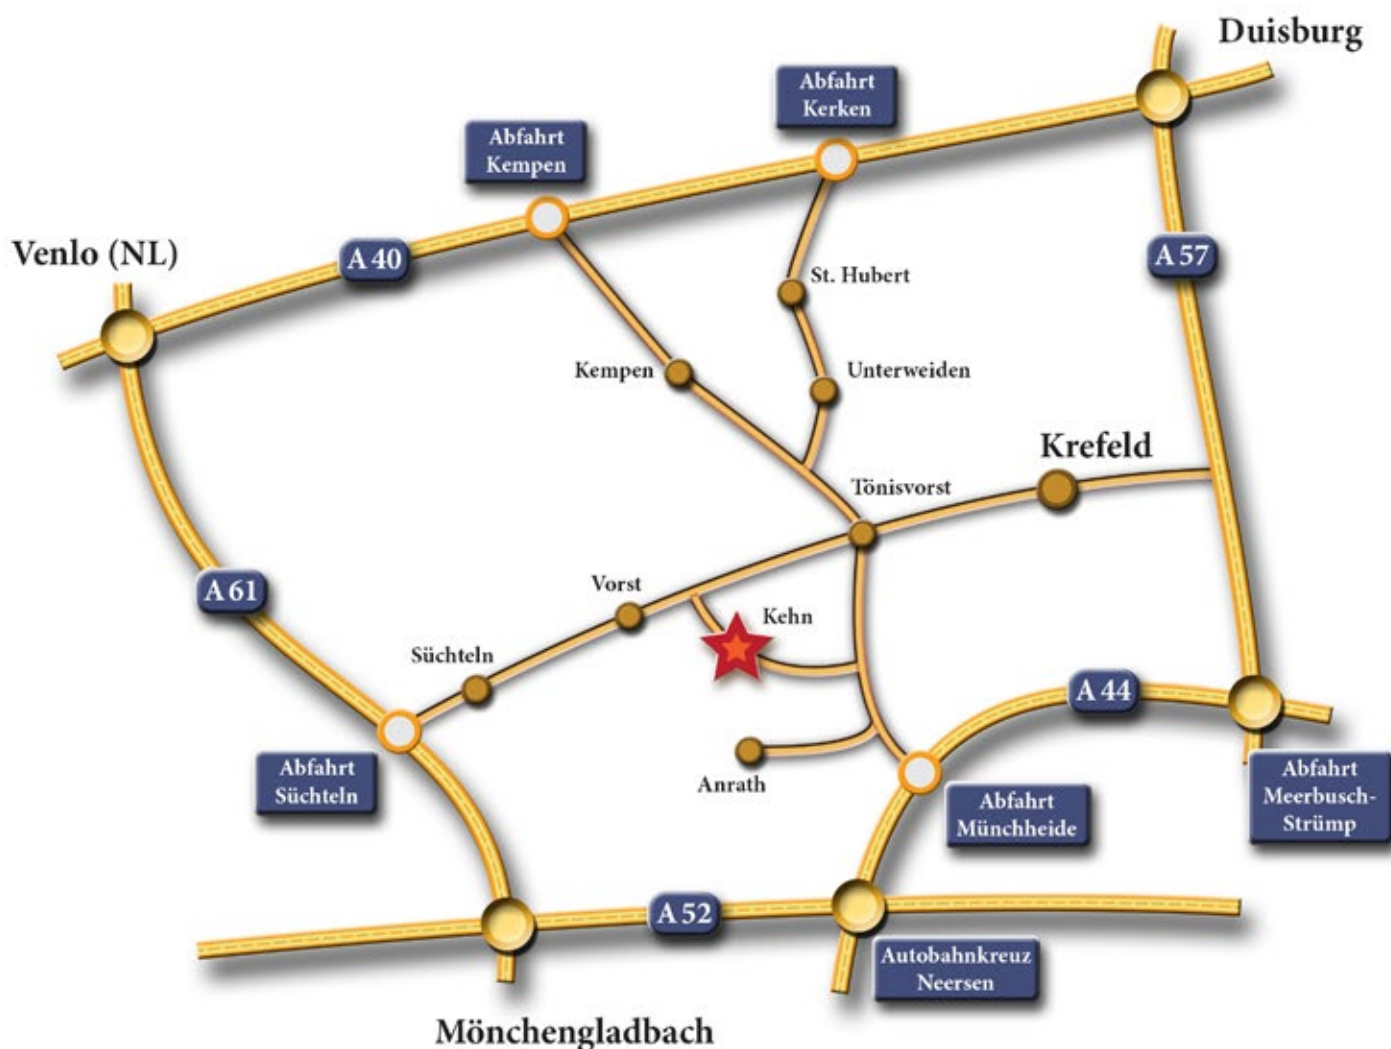 Duisburg
Abfahrt
Kerken
Abfahrt
Kempen
Venlo (NL)
A 40
A 57
St. Hubert
Kempen
Unterweiden
Krefeld
Tönisvorst
A 61
Vorst
Kehn
Süchteln
A 44
Abfahrt
Süchteln
Anrath
Abfahrt
Meerbusch-
Strümp
Abfahrt
Münchheide
A 52
Autobahnkreuz
Neersen
Mönchengladbach